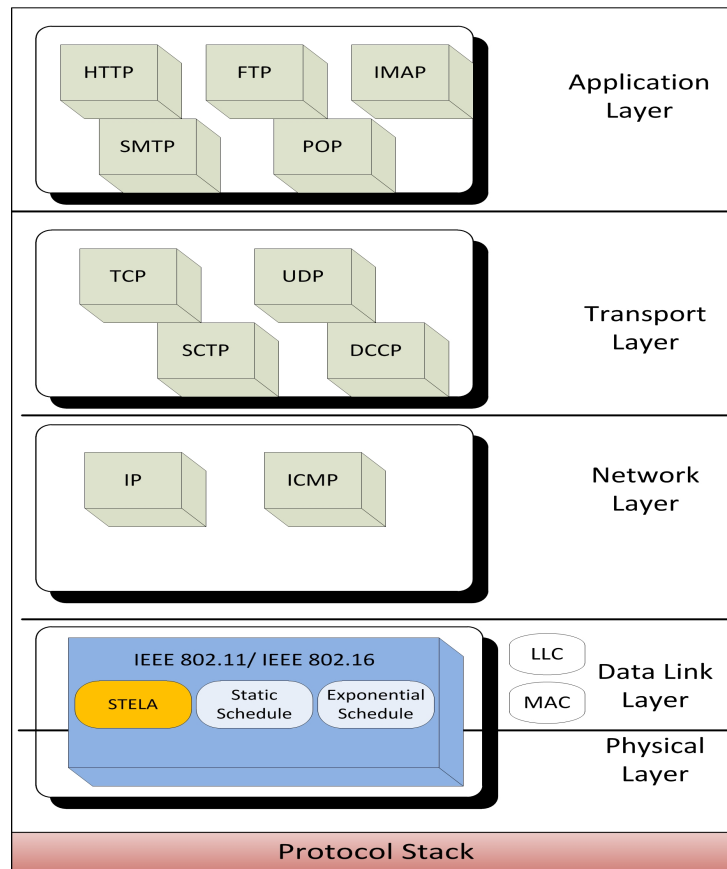 HTTP
FTP
IMAP
SMTP
POP
Application
Layer
TCP
UDP
SCTP
DCCP
Transport
Layer
IP
ICMP
Network
Layer
IEEE 802.11/ IEEE 802.16
STELA
Static
Schedule
Exponential
Schedule
LLC
MAC
Data Link
Layer
Physical
Layer
Protocol Stack